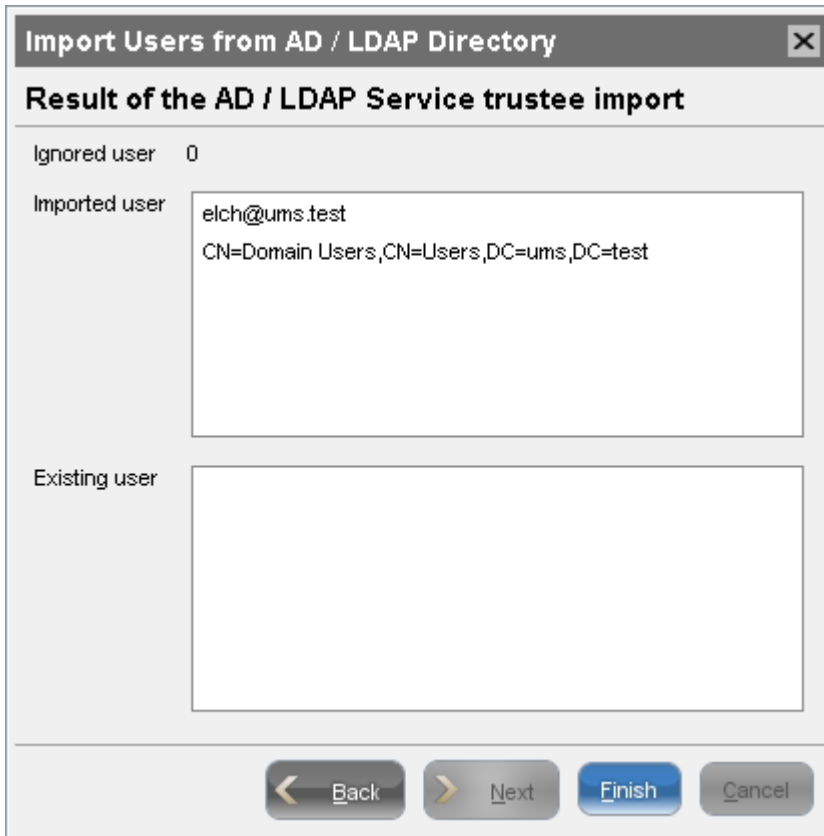 Import Users from AD / LDAP Directory
Result of the AD / LDAP Service trustee import
Ignored user 0
Imported user
elch@ums.test
CN=Domain Users,CN=Users,DC=ums,DC=test
Existing user
Back Next Finish Cancel